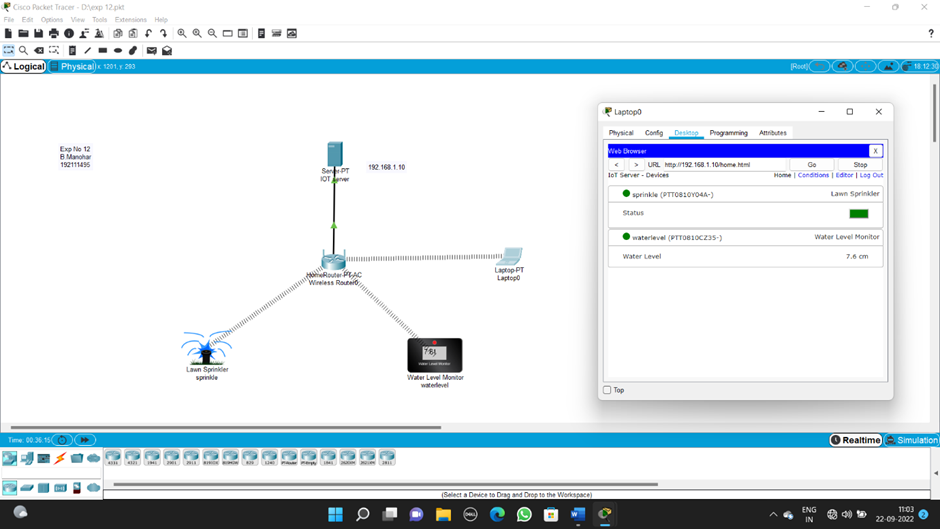 Cisco Packet Tracer - D:\exp 12.pkt
File Edit Options View Tools Extensions Help
Logical Physical x: 1201, y: 293 [Root] 18:12:30
Exp No 12
B.Manohar
192111495
Server-PT
IOT server
192.168.1.10
HomeRouter-PT-AC
Wireless Router0
Laptop-PT
Laptop0
Lawn Sprinkler
sprinkle
Water Level Monitor
Water Level Monitor
waterlevel
Laptop0
Physical Config Desktop Programming Attributes
Web Browser X
< > URL http://192.168.1.10/home.html Go Stop
IoT Server - Devices Home | Conditions | Editor | Log Out
sprinkle (PTT0810Y04A-) Lawn Sprinkler
Status
waterlevel (PTT0810CZ3S-) Water Level Monitor
Water Level 7.6 cm
Top
Time: 00:36:15 Realtime Simulation
4331 4321 1941 2901 2911 819IOX 819HGW 829 1240 PT-Router PT-Empty 1841 2620XM 2621XM 2811
(Select a Device to Drag and Drop to the Workspace)
DELL
ENG
IN
11:03
22-09-2022
2